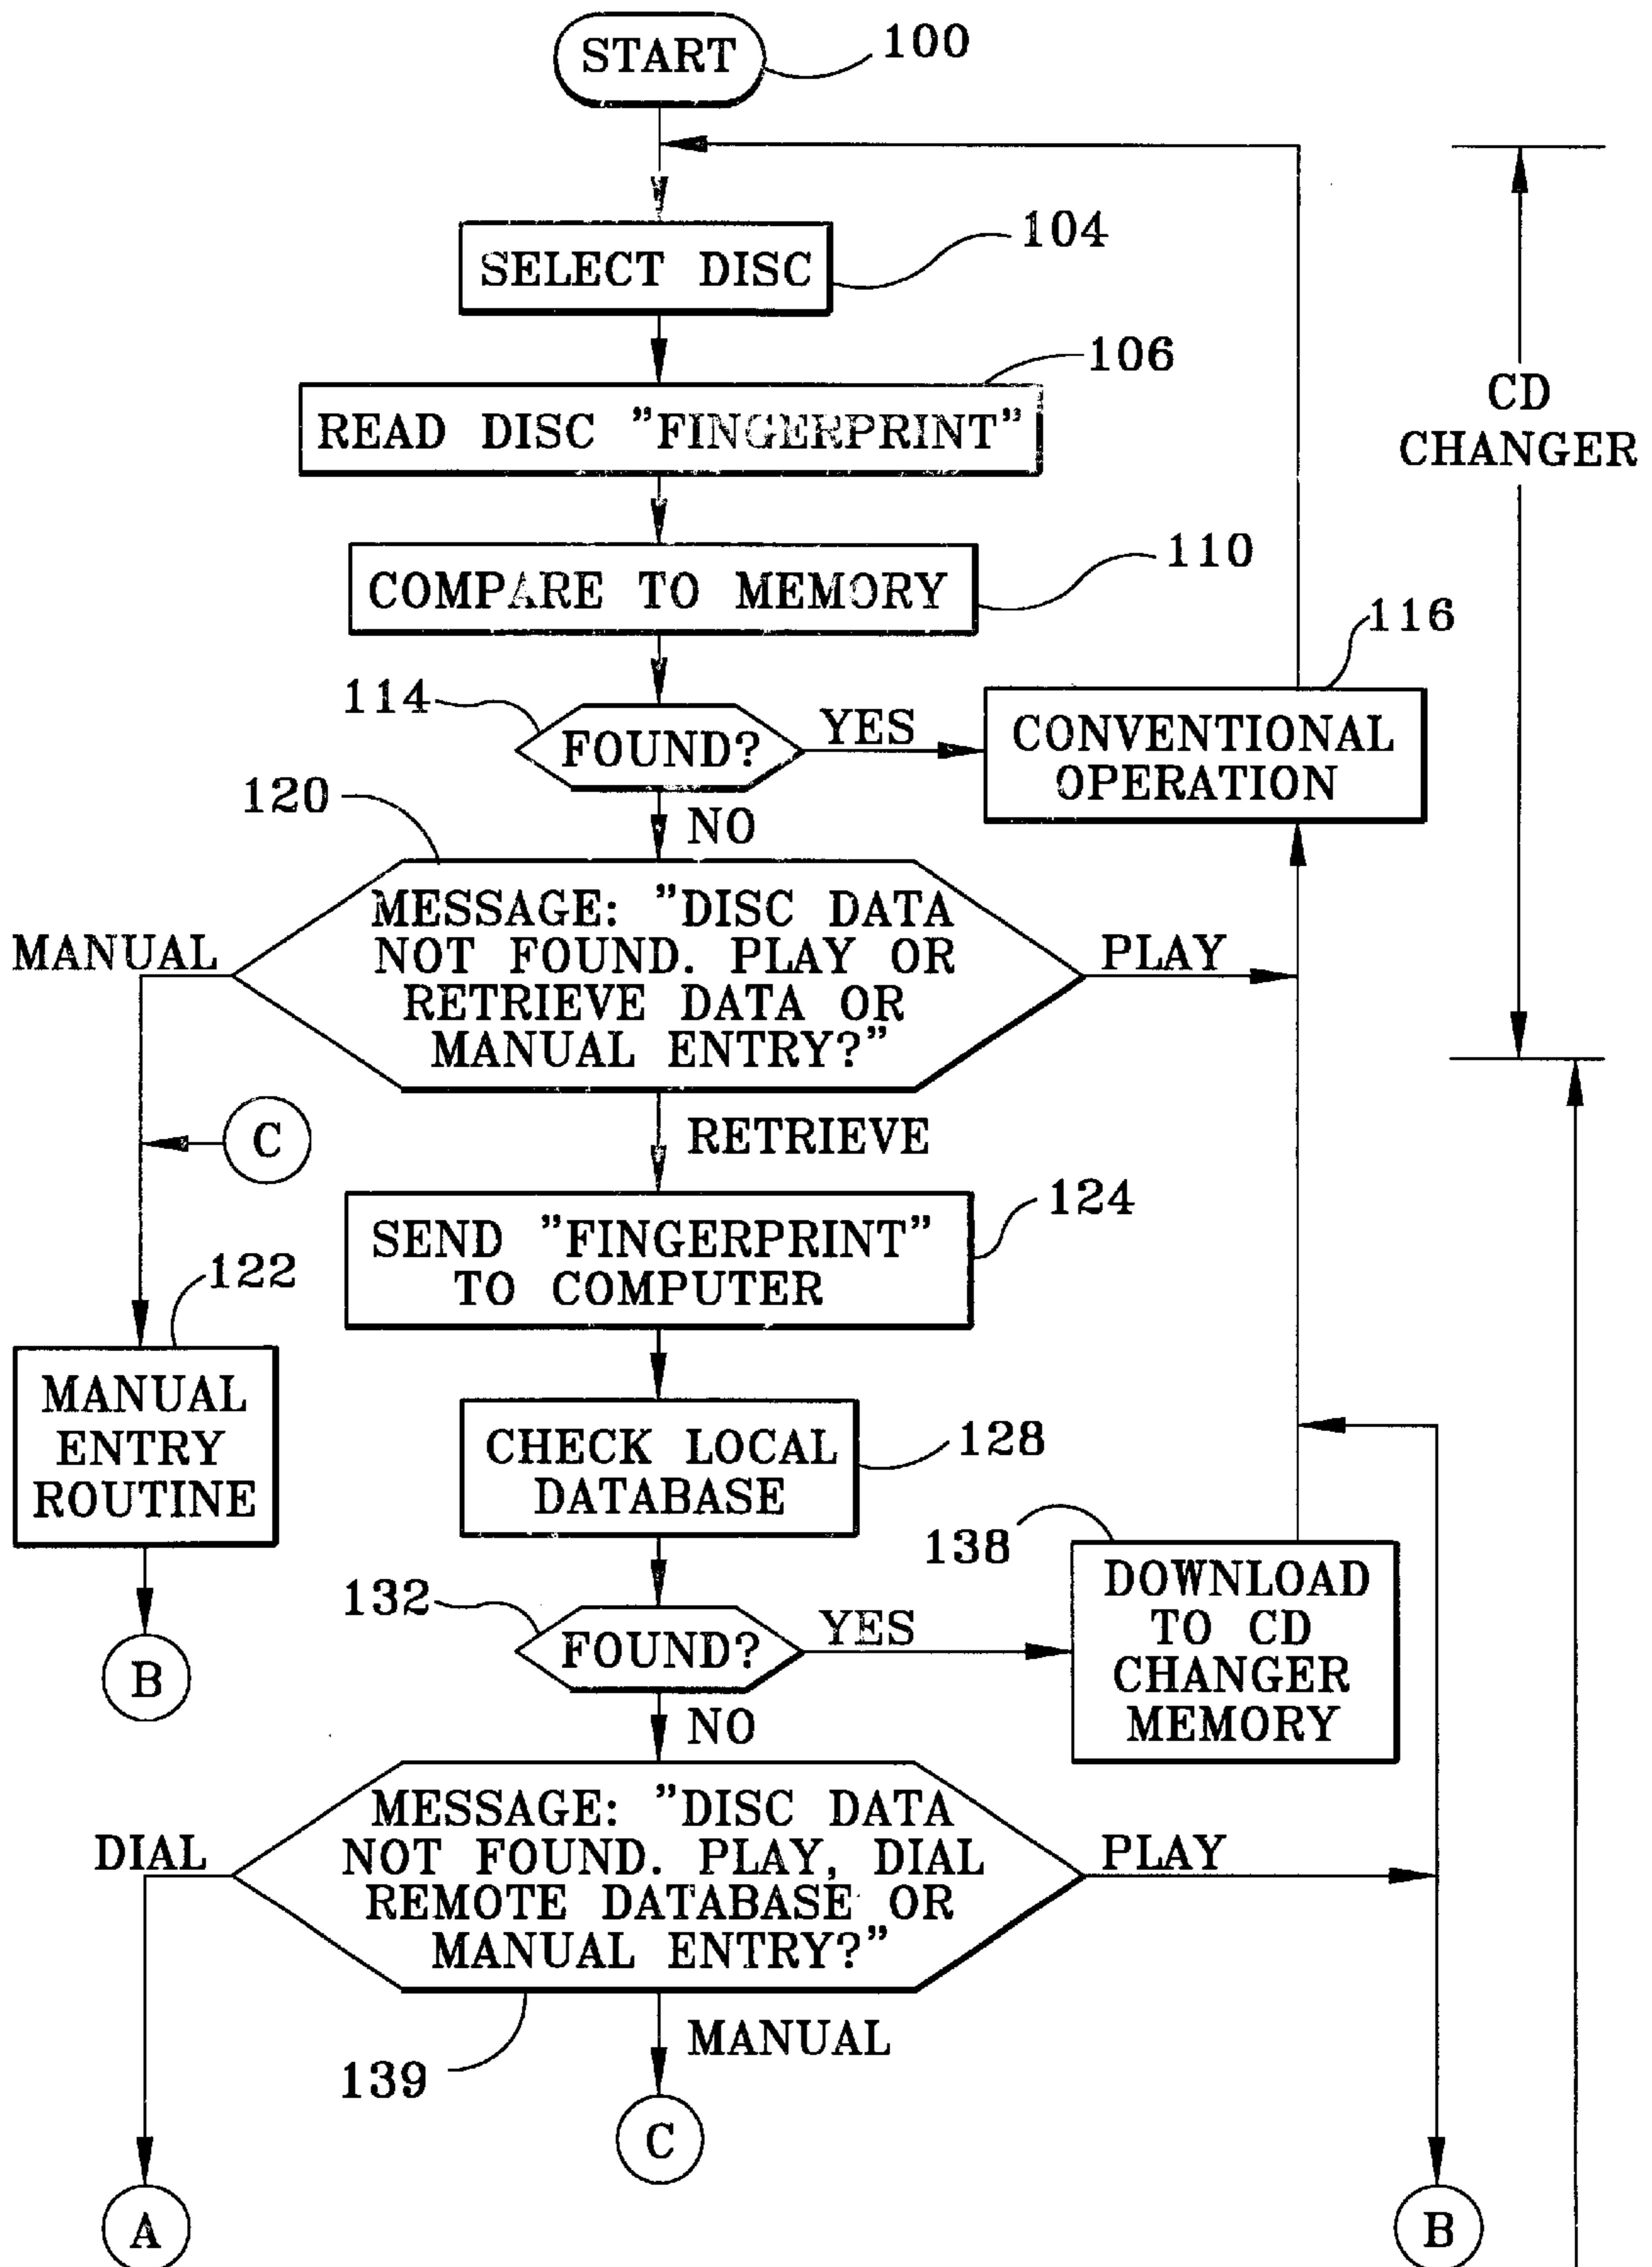 START
100
SELECT DISC
104
READ DISC "FINGERPRINT"
106
CD
CHANGER
COMPARE TO MEMORY
110
114
FOUND?
YES
116
CONVENTIONAL
OPERATION
NO
120
MESSAGE: "DISC DATA
NOT FOUND. PLAY OR
RETRIEVE DATA OR
MANUAL ENTRY?"
MANUAL
PLAY
C
RETRIEVE
SEND "FINGERPRINT"
TO COMPUTER
124
122
MANUAL
ENTRY
ROUTINE
CHECK LOCAL
DATABASE
128
B
132
FOUND?
YES
138
DOWNLOAD
TO CD
CHANGER
MEMORY
NO
MESSAGE: "DISC DATA
NOT FOUND. PLAY, DIAL
REMOTE DATABASE OR
MANUAL ENTRY?"
DIAL
PLAY
139
MANUAL
C
A
B